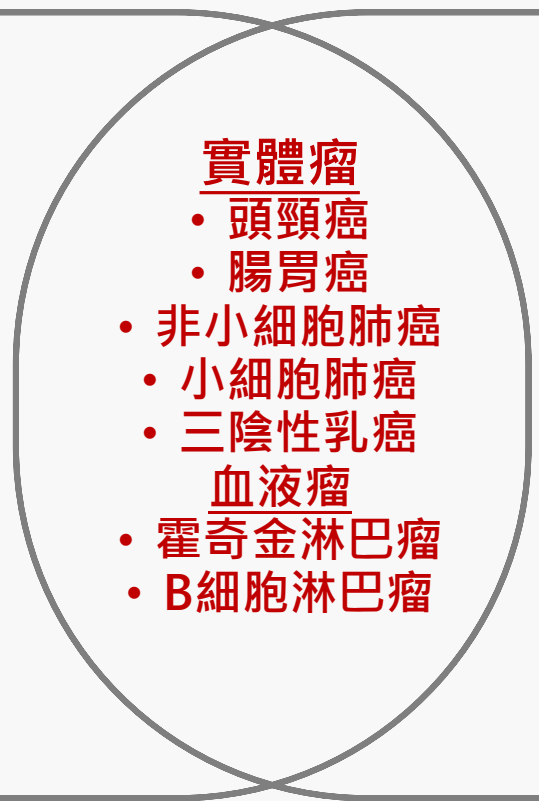 實體瘤
• 頭頸癌
• 腸胃癌
• 非小細胞肺癌
• 小細胞肺癌
• 三陰性乳癌
血液瘤
• 霍奇金淋巴瘤
• B細胞淋巴瘤